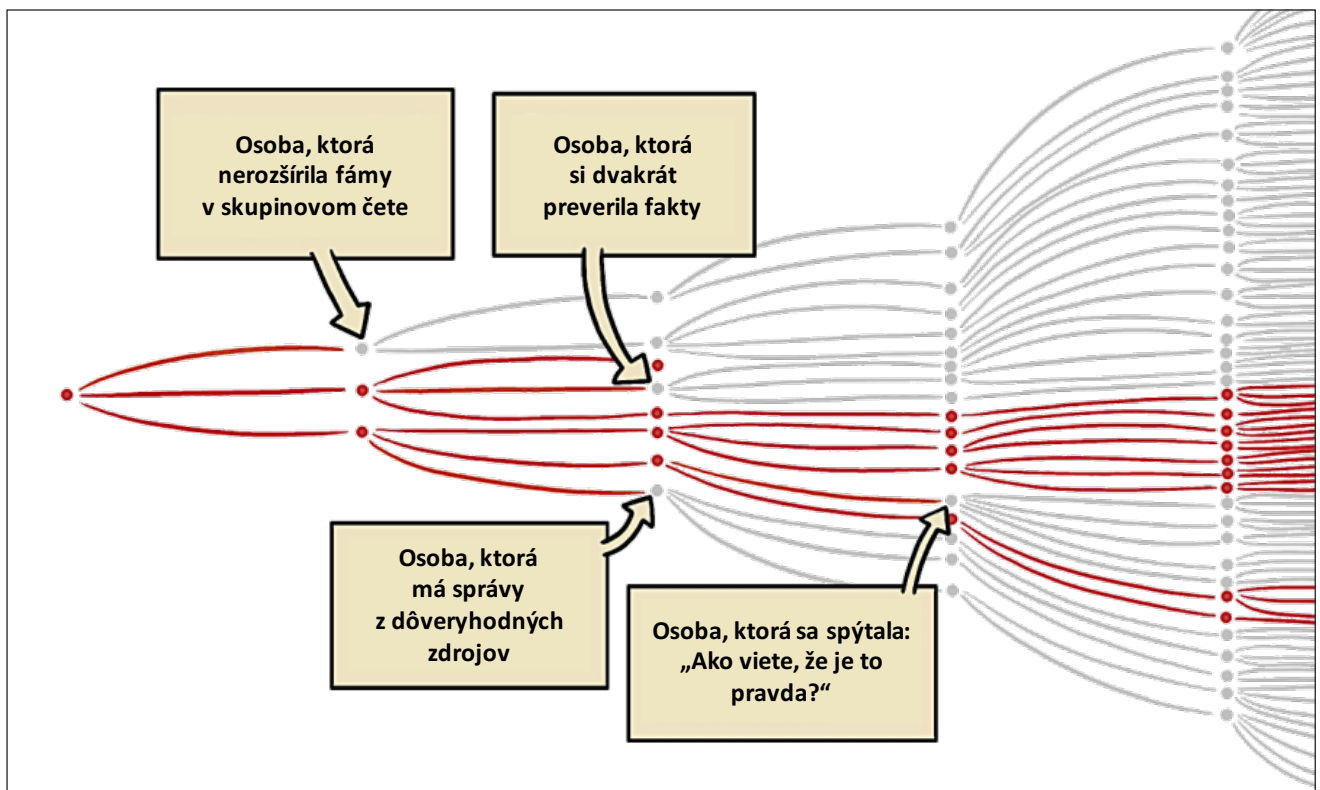 Osoba, ktorá
nerozšírila fámy
v skupinovom čete
Osoba, ktorá
si dvakrát
preverila fakty
Osoba, ktorá
má správy
z dôveryhodných
zdrojov
Osoba, ktorá sa spýtala:
„Ako viete, že je to
pravda?“